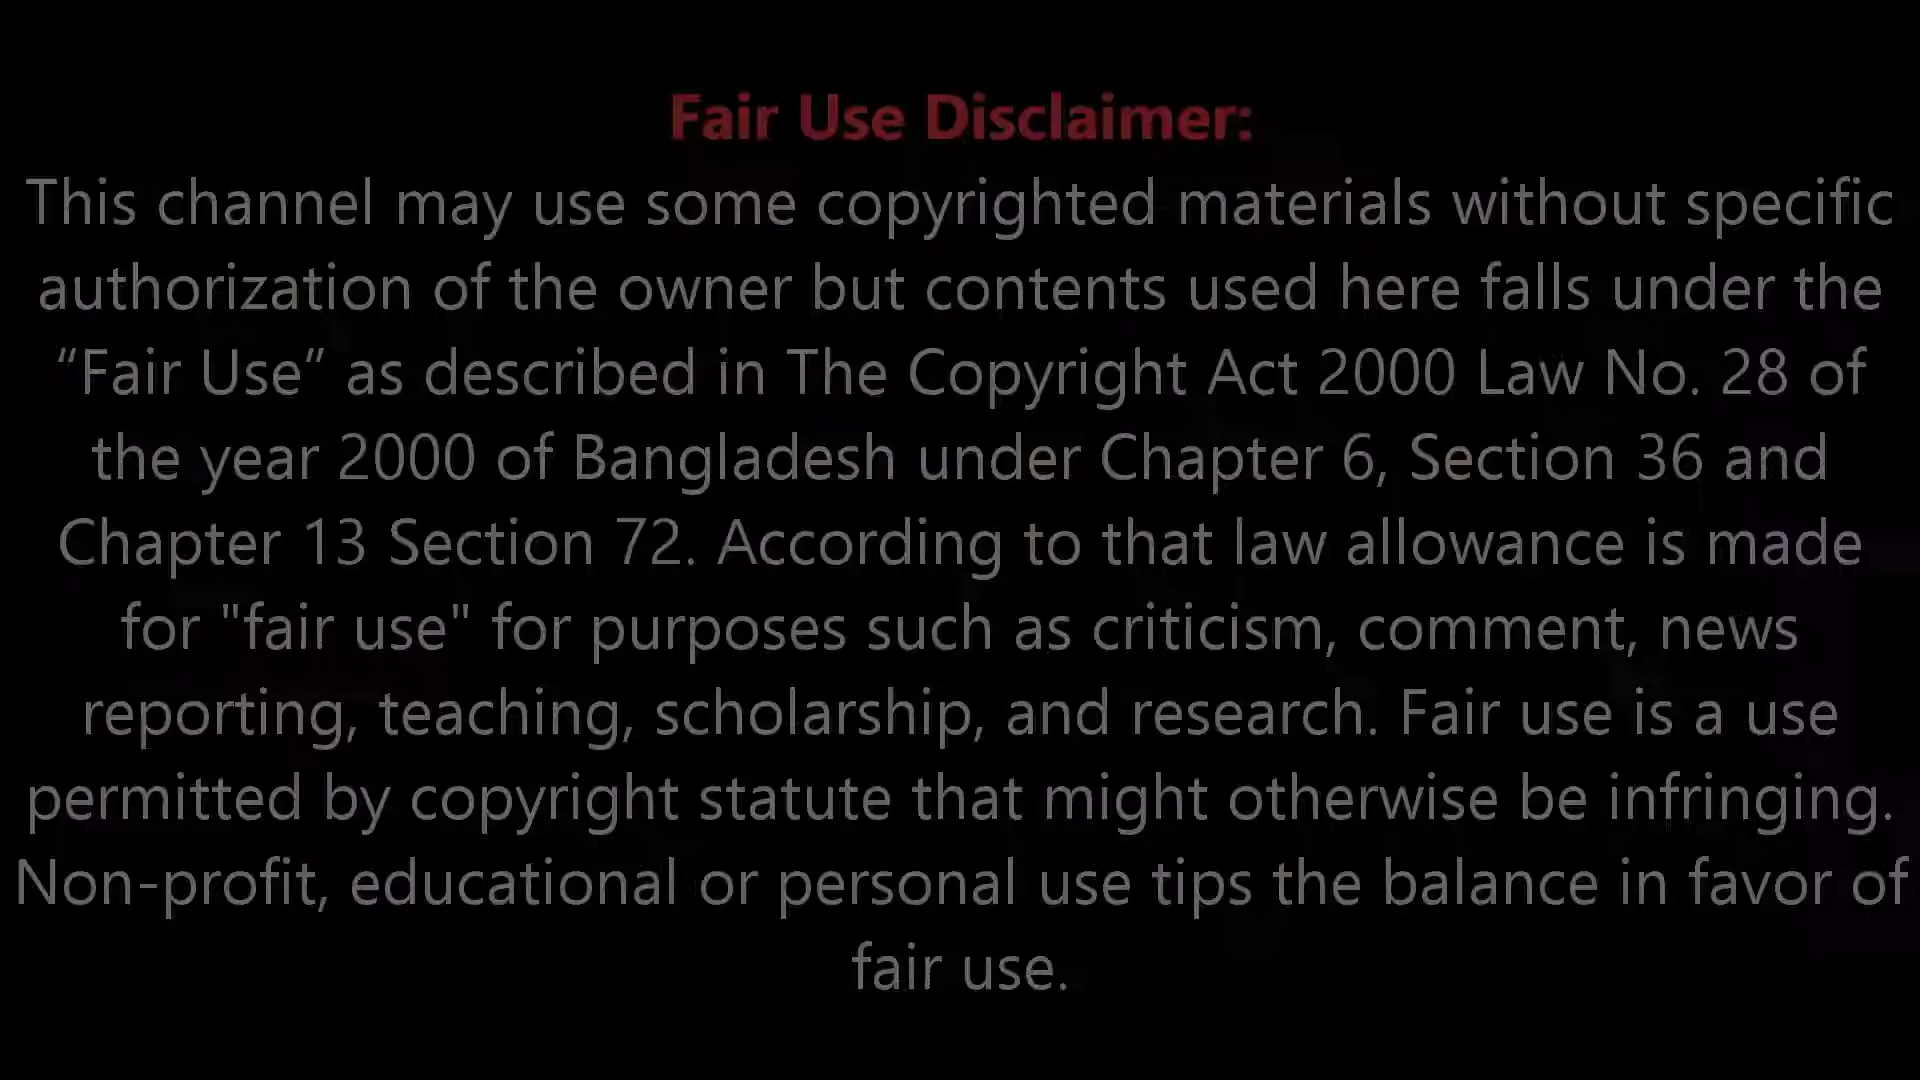 Fair Use Disclaimer:
This channel may use some copyrighted materials without specific
authorization of the owner but contents used here falls under the
“Fair Use” as described in The Copyright Act 2000 Law No. 28 of
the year 2000 of Bangladesh under Chapter 6, Section 36 and
Chapter 13 Section 72. According to that law allowance is made
for "fair use" for purposes such as criticism, comment, news
reporting, teaching, scholarship, and research. Fair use is a use
permitted by copyright statute that might otherwise be infringing.
Non-profit, educational or personal use tips the balance in favor of
fair use.